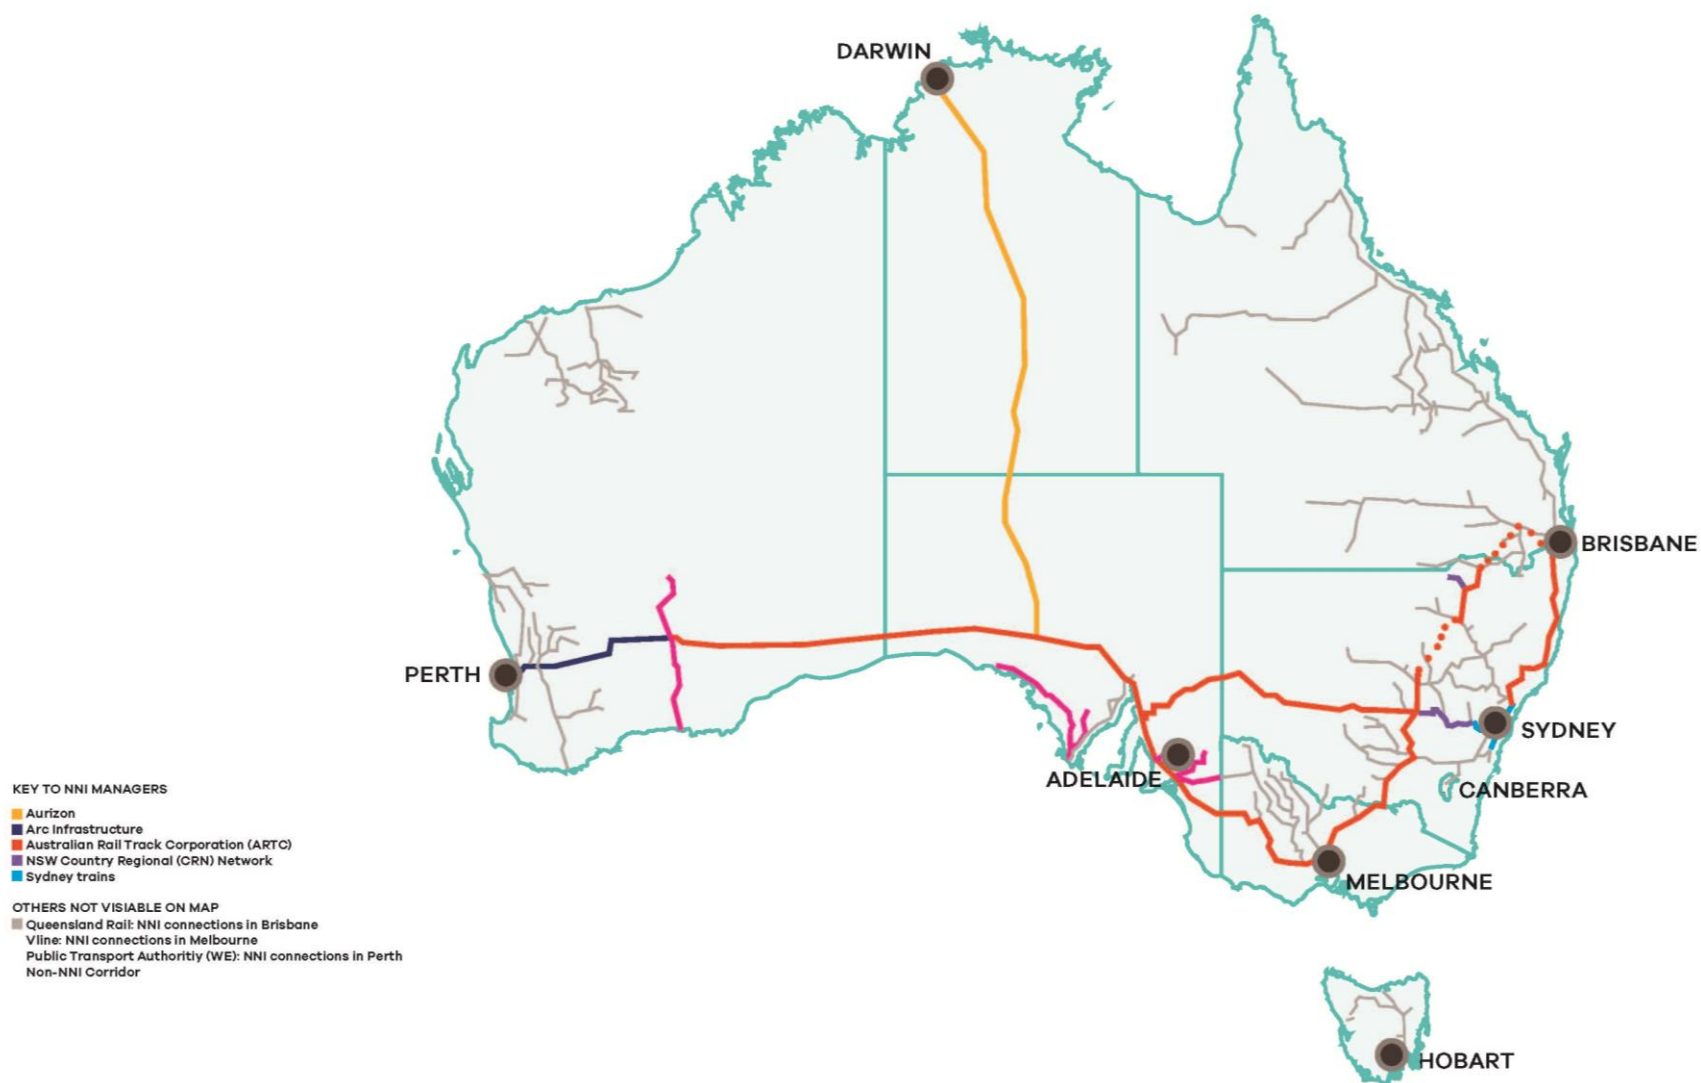 DARWIN
BRISBANE
PERTH
SYDNEY
ADELAIDE
CANBERRA
MELBOURNE
HOBART
KEY TO NNI MANAGERS
Aurizon
Arc Infrastructure
Australian Rail Track Corporation (ARTC)
NSW Country Regional (CRN) Network
Sydney trains
OTHERS NOT VISIABLE ON MAP
Queensland Rail: NNI connections in Brisbane
Vline: NNI connections in Melbourne
Public Transport Authoritiy (WE): NNI connections in Perth
Non-NNI Corridor